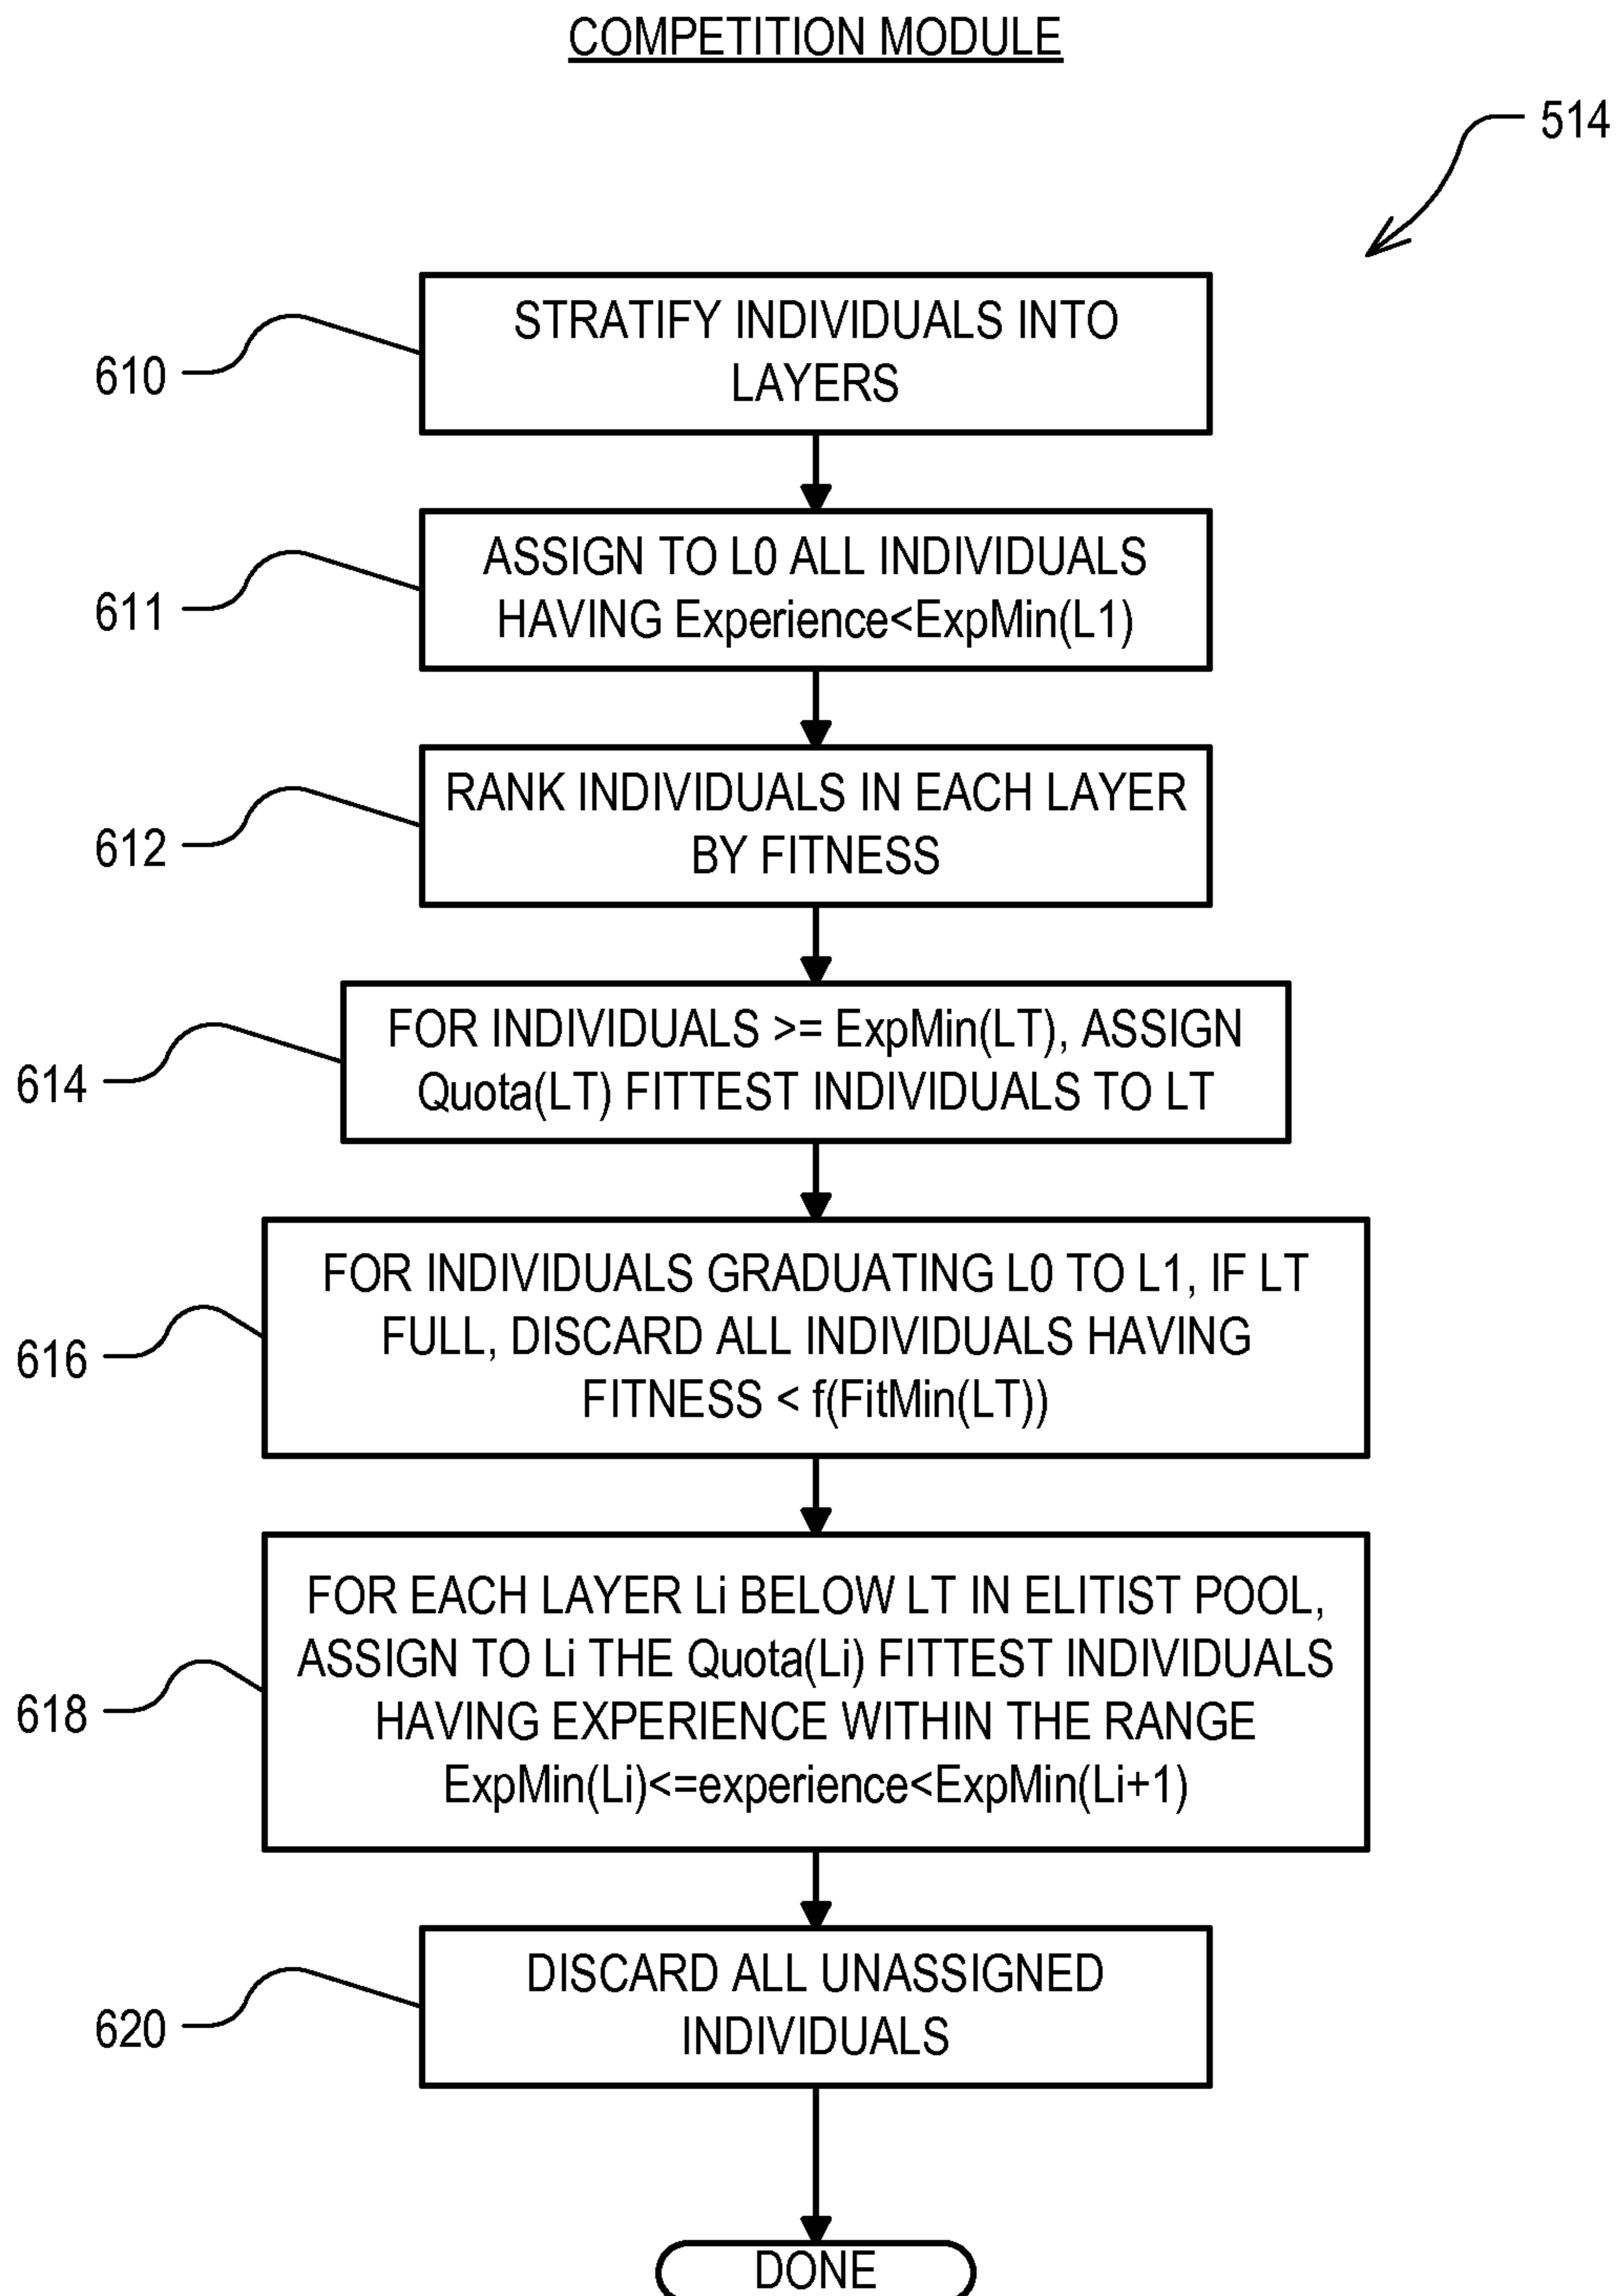 COMPETITION MODULE
514
610
STRATIFY INDIVIDUALS INTO
LAYERS
611
ASSIGN TO L0 ALL INDIVIDUALS
HAVING Experience<ExpMin(L1)
612
RANK INDIVIDUALS IN EACH LAYER
BY FITNESS
614
FOR INDIVIDUALS >= ExpMin(LT), ASSIGN
Quota(LT) FITTEST INDIVIDUALS TO LT
616
FOR INDIVIDUALS GRADUATING L0 TO L1, IF LT
FULL, DISCARD ALL INDIVIDUALS HAVING
FITNESS < f(FitMin(LT))
618
FOR EACH LAYER Li BELOW LT IN ELITIST POOL,
ASSIGN TO Li THE Quota(Li) FITTEST INDIVIDUALS
HAVING EXPERIENCE WITHIN THE RANGE
ExpMin(Li)<=experience<ExpMin(Li+1)
620
DISCARD ALL UNASSIGNED
INDIVIDUALS
DONE